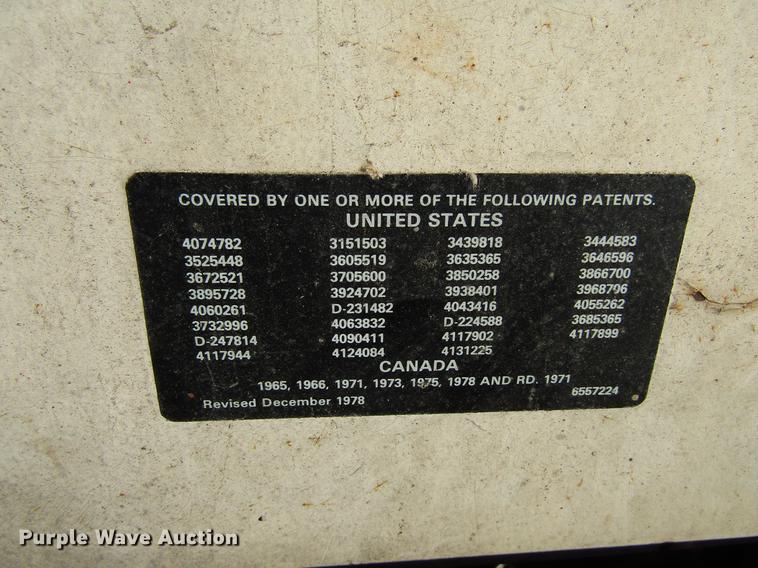 COVERED BY ONE OR MORE OF THE FOLLOWING PATENTS.
UNITED STATES
4074782 3151503 3439818 3444583
3525448 3605519 3635365 3646596
3672521 3705600 3850258 3866700
3895728 3924702 3938401 3968706
4060261 D-231482 4043416 4055262
3732996 4063832 D-224588 3685365
D-247814 4090411 4117902 4117899
4117944 4124084 4131225
CANADA
1965, 1966, 1971, 1973, 1975, 1978 AND RD. 1971
Revised December 1978 6557224
Purple Wave Auction